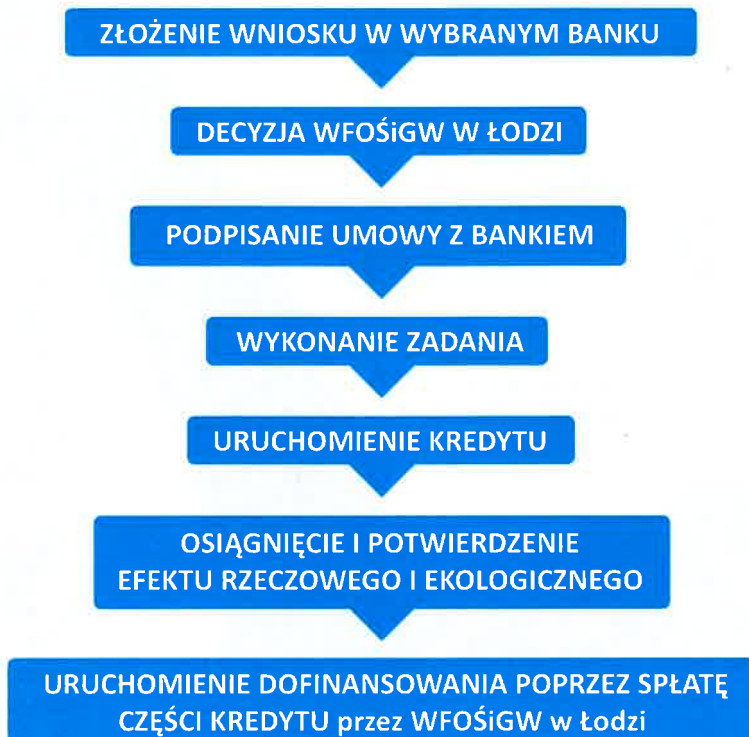 ZŁOŻENIE WNIOSKU W WYBRANYM BANKU
DECYZJA WFOŚiGW W ŁODZI
PODPISANIE UMOWY Z BANKIEM
WYKONANIE ZADANIA
URUCHOMIENIE KREDYTU
OSIĄGNIĘCIE I POTWIERDZENIE
EFEKTU RZECZOWEGO I EKOLOGICZNEGO
URUCHOMIENIE DOFINANSOWANIA POPRZEZ SPŁATĘ
CZĘŚCI KREDYTU przez WFOŚiGW w Łodzi